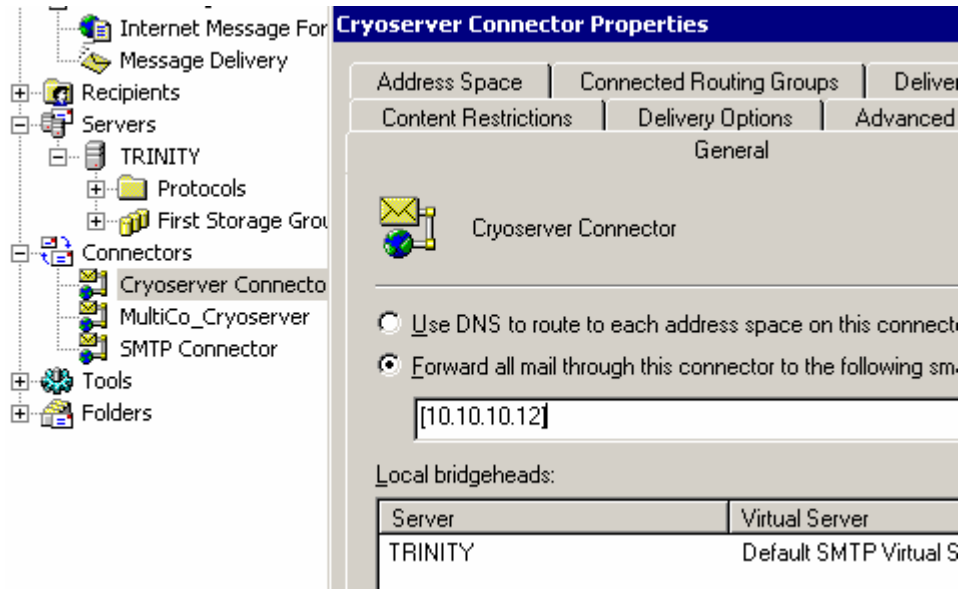 Internet Message For
Message Delivery
Recipients
Servers
TRINITY
Protocols
First Storage Grou
Connectors
Cryoserver Connecto
MultiCo_Cryoserver
SMTP Connector
Tools
Folders
Cryoserver Connector Properties
Address Space
Connected Routing Groups
Deliver
Content Restrictions
Delivery Options
Advanced
General
Cryoserver Connector
Use DNS to route to each address space on this connecto
Forward all mail through this connector to the following sm
[10.10.10.12]
Local bridgeheads:
Server
Virtual Server
TRINITY
Default SMTP Virtual S